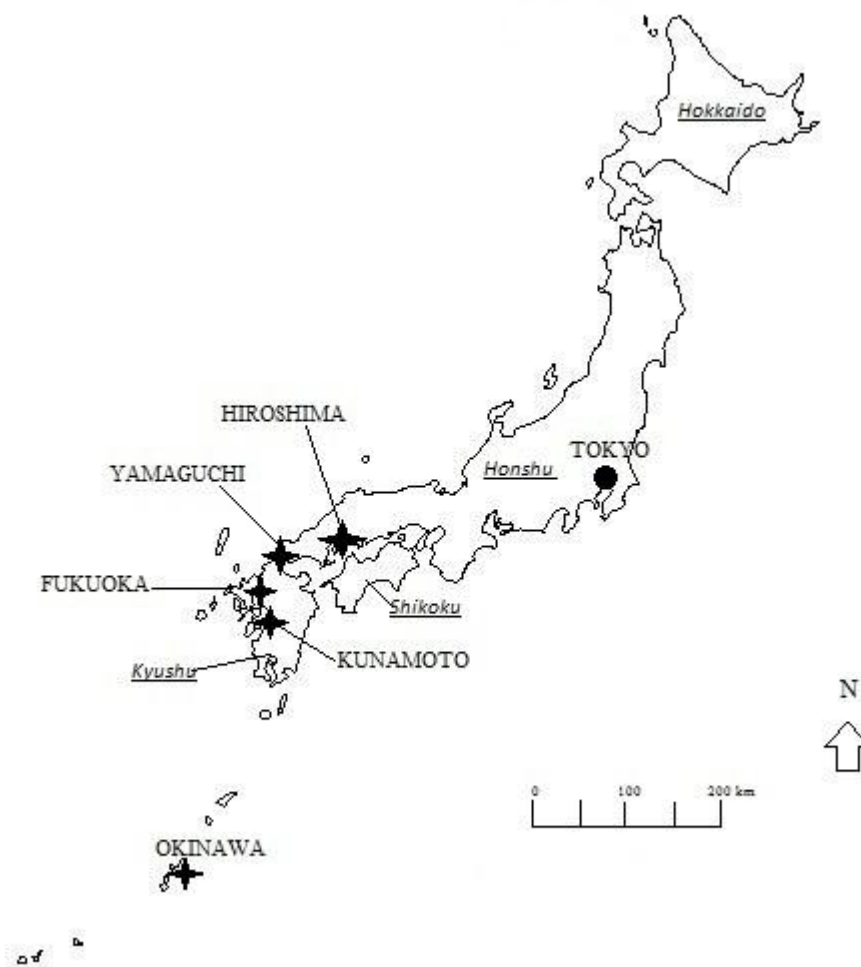 Hokkaido
HIROSHIMA
TOKYO
YAMAGUCHI
Honshu
FUKUOKA
Shikoku
Kyushu
KUNAMOTO
N
0 100 200 km
OKINAWA